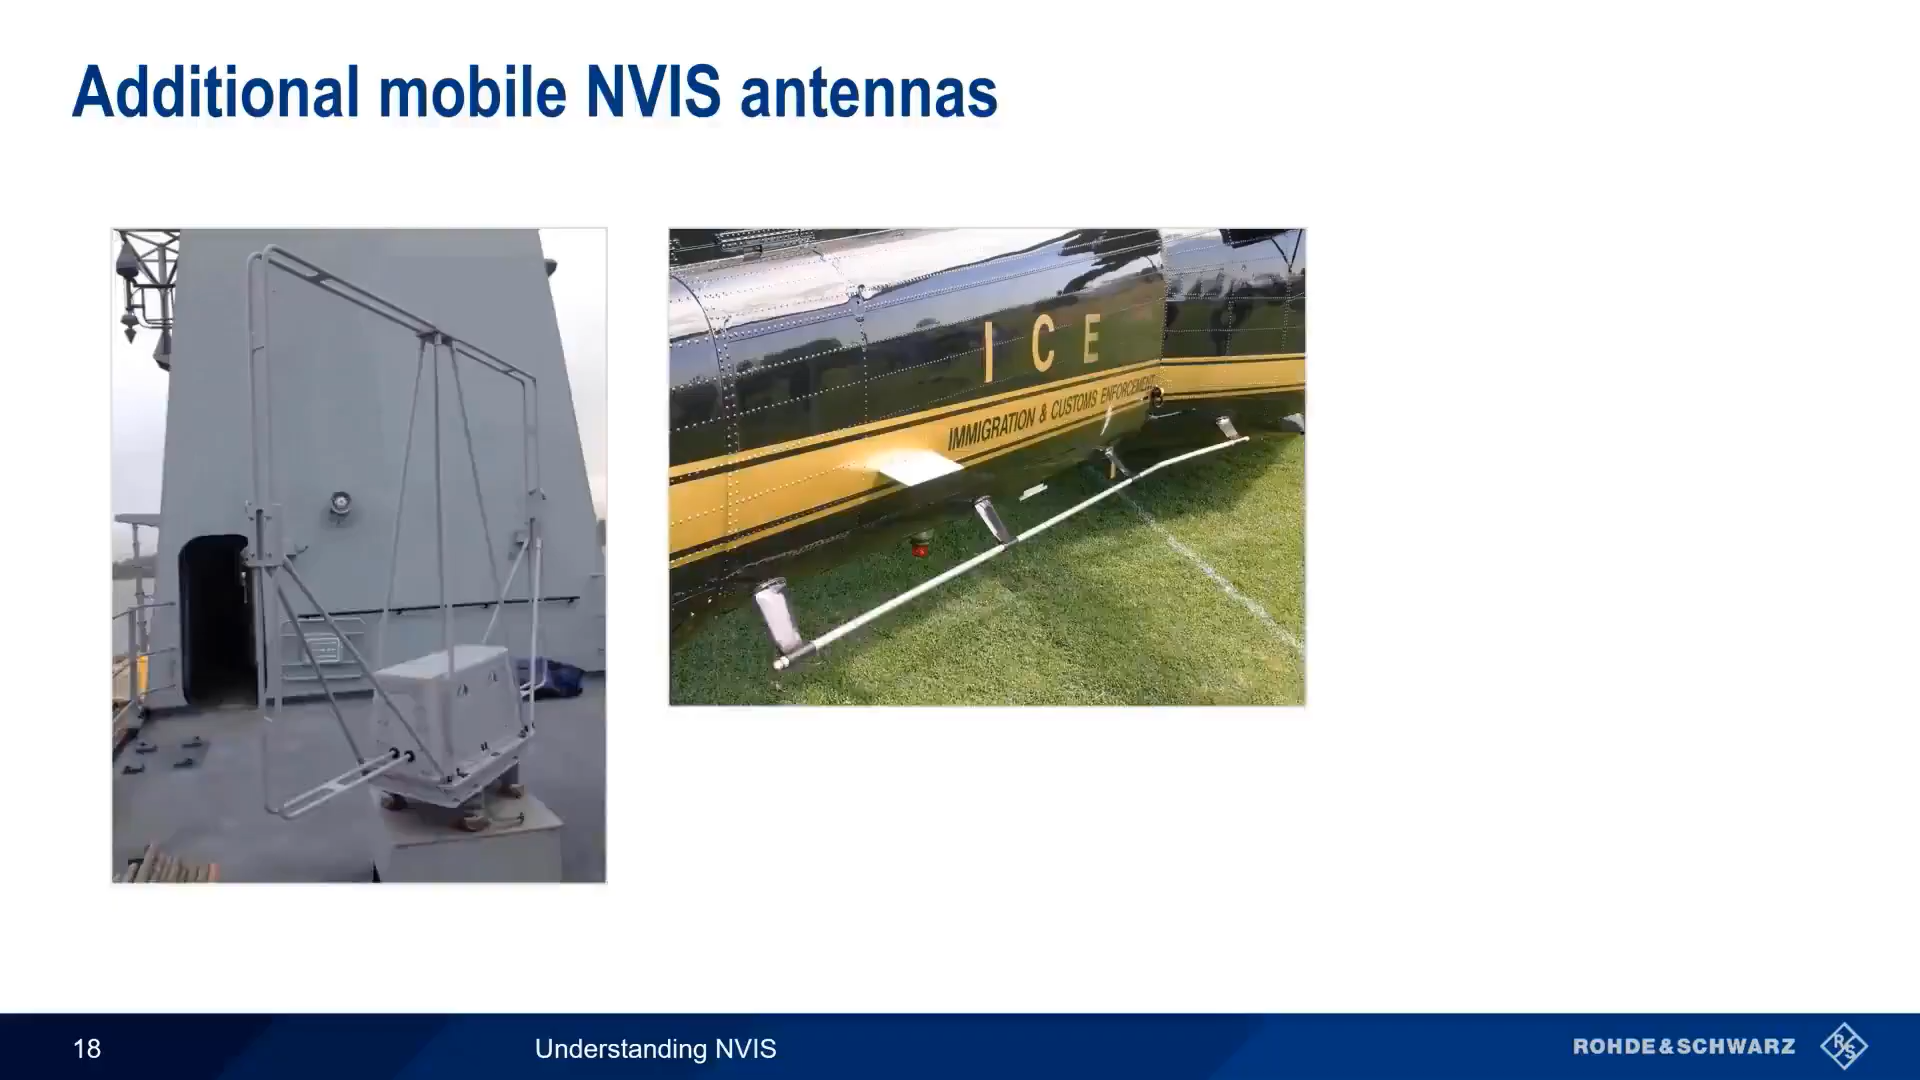 Additional mobile NVIS antennas
ICE
IMMIGRATION & CUSTOMS ENFORCEMENT
18
Understanding NVIS
ROHDE & SCHWARZ
R S